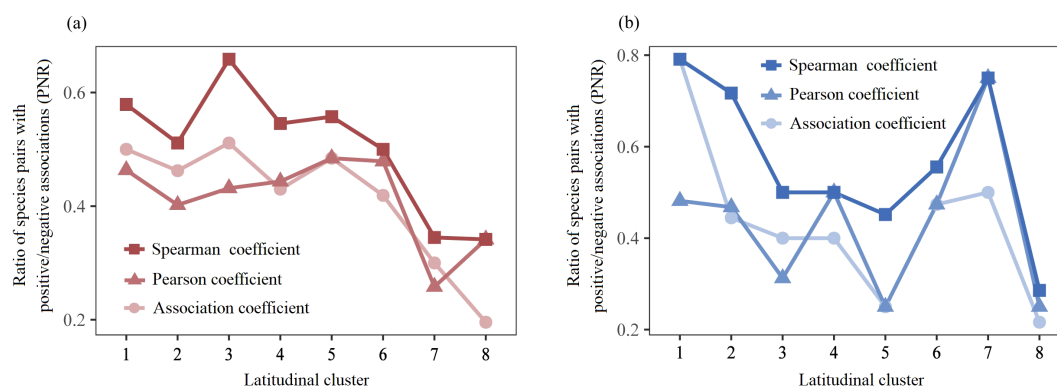 (a)
Ratio of species pairs with
positive/negative associations (PNR)
0.6
0.4
0.2
Spearman coefficient
Pearson coefficient
Association coefficient
1 2 3 4 5 6 7 8
Latitudinal cluster
(b)
Ratio of species pairs with
positive/negative associations (PNR)
0.8
0.6
0.4
0.2
Spearman coefficient
Pearson coefficient
Association coefficient
1 2 3 4 5 6 7 8
Latitudinal cluster